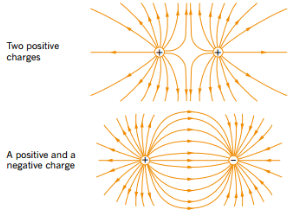 Two positive
charges
+ +
A positive and a
negative charge
+ −